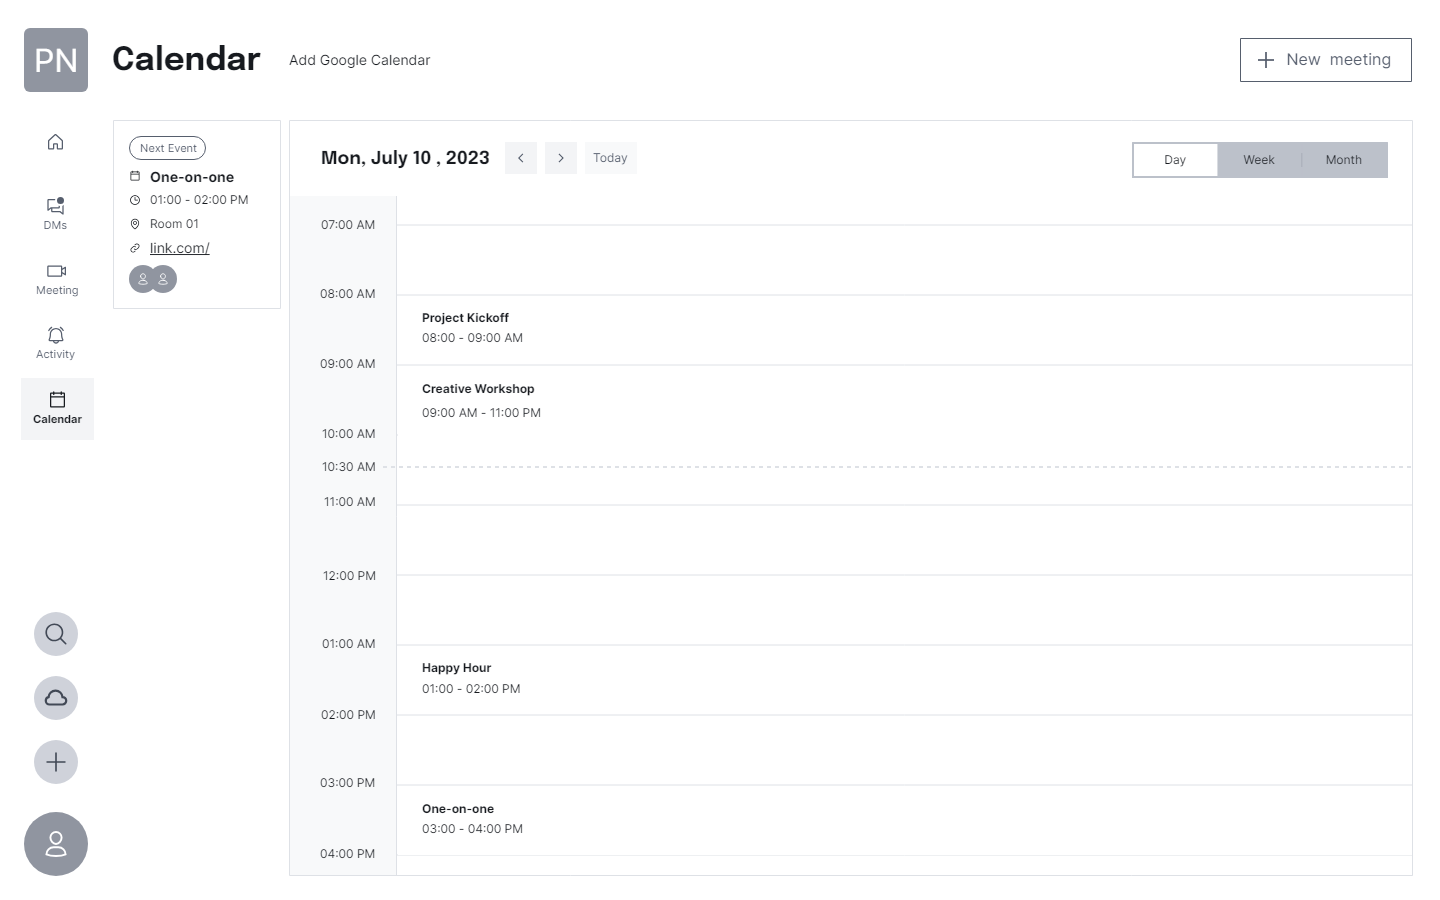 PN
Calendar
Add Google Calendar
New meeting
DMs
Meeting
Activity
Calendar
Next Event
One-on-one
01:00 - 02:00 PM
Room 01
link.com/
Mon, July 10 , 2023
Today
Day
Week
Month
07:00 AM
08:00 AM
Project Kickoff
08:00 - 09:00 AM
09:00 AM
Creative Workshop
09:00 AM - 11:00 PM
10:00 AM
10:30 AM
11:00 AM
12:00 PM
01:00 AM
Happy Hour
01:00 - 02:00 PM
02:00 PM
03:00 PM
One-on-one
03:00 - 04:00 PM
04:00 PM